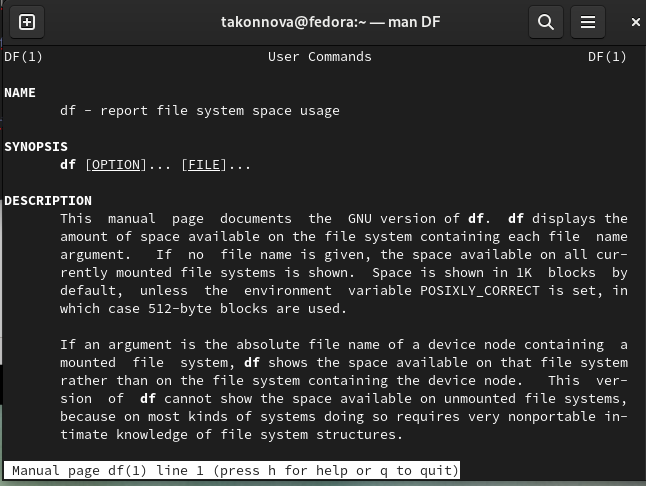 takonnova@fedora:~ — man DF
DF(1) User Commands DF(1)
NAME
df - report file system space usage
SYNOPSIS
df [OPTION]... [FILE]...
DESCRIPTION
This manual page documents the GNU version of df. df displays the
amount of space available on the file system containing each file name
argument. If no file name is given, the space available on all cur-
rently mounted file systems is shown. Space is shown in 1K blocks by
default, unless the environment variable POSIXLY_CORRECT is set, in
which case 512-byte blocks are used.
If an argument is the absolute file name of a device node containing a
mounted file system, df shows the space available on that file system
rather than on the file system containing the device node. This ver-
sion of df cannot show the space available on unmounted file systems,
because on most kinds of systems doing so requires very nonportable in-
timate knowledge of file system structures.
Manual page df(1) line 1 (press h for help or q to quit)